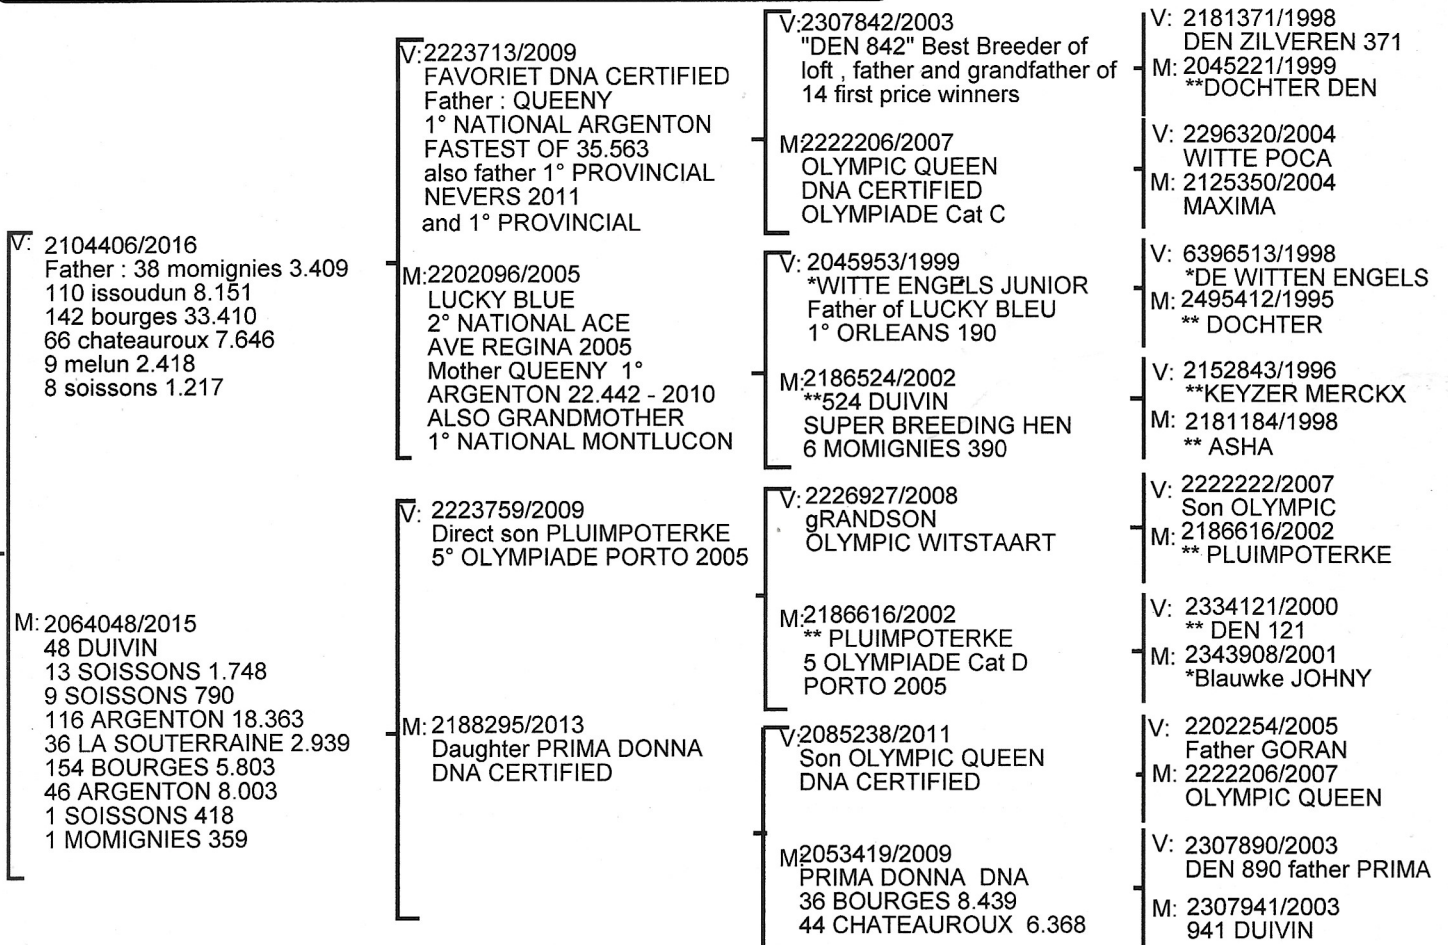 V: 2104406/2016
Father : 38 momignies 3.409
110 issoudun 8.151
142 bourges 33.410
66 chateauroux 7.646
9 melun 2.418
8 soissons 1.217
M: 2064048/2015
48 DUIVIN
13 SOISSONS 1.748
9 SOISSONS 790
116 ARGENTON 18.363
36 LA SOUTERRAINE 2.939
154 BOURGES 5.803
46 ARGENTON 8.003
1 SOISSONS 418
1 MOMIGNIES 359
V: 2223713/2009
FAVORIET DNA CERTIFIED
Father : QUEENY
1° NATIONAL ARGENTON
FASTEST OF 35.563
also father 1° PROVINCIAL
NEVERS 2011
and 1° PROVINCIAL
M: 2202096/2005
LUCKY BLUE
2° NATIONAL ACE
AVE REGINA 2005
Mother QUEENY 1°
ARGENTON 22.442 - 2010
ALSO GRANDMOTHER
1° NATIONAL MONTLUCON
V: 2223759/2009
Direct son PLUIMPOTERKE
5° OLYMPIADE PORTO 2005
M: 2188295/2013
Daughter PRIMA DONNA
DNA CERTIFIED
V: 2307842/2003
"DEN 842" Best Breeder of
loft , father and grandfather of
14 first price winners
M: 2222206/2007
OLYMPIC QUEEN
DNA CERTIFIED
OLYMPIADE Cat C
V: 2045953/1999
*WITTE ENGELS JUNIOR
Father of LUCKY BLEU
1° ORLEANS 190
M: 2186524/2002
**524 DUIVIN
SUPER BREEDING HEN
6 MOMIGNIES 390
V: 2226927/2008
gRANDSON
OLYMPIC WITSTAART
M: 2186616/2002
** PLUIMPOTERKE
5 OLYMPIADE Cat D
PORTO 2005
V: 2085238/2011
Son OLYMPIC QUEEN
DNA CERTIFIED
M: 2053419/2009
PRIMA DONNA DNA
36 BOURGES 8.439
44 CHATEAUROUX 6.368
V: 2181371/1998
DEN ZILVEREN 371
M: 2045221/1999
**DOCHTER DEN
V: 2296320/2004
WITTE POCA
M: 2125350/2004
MAXIMA
V: 6396513/1998
*DE WITTEN ENGELS
M: 2495412/1995
** DOCHTER
V: 2152843/1996
**KEYZER MERCKX
M: 2181184/1998
** ASHA
V: 2222222/2007
Son OLYMPIC
M: 2186616/2002
** PLUIMPOTERKE
V: 2334121/2000
** DEN 121
M: 2343908/2001
*Blauwke JOHNY
V: 2202254/2005
Father GORAN
M: 2222206/2007
OLYMPIC QUEEN
V: 2307890/2003
DEN 890 father PRIMA
M: 2307941/2003
941 DUIVIN